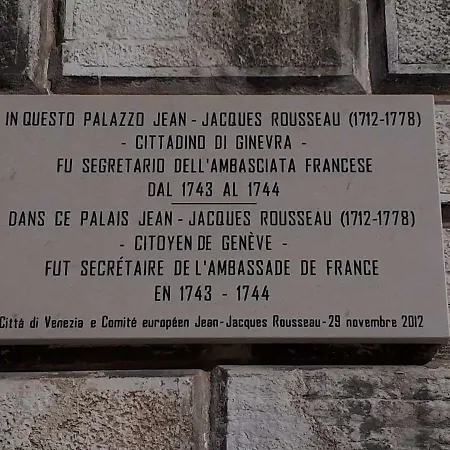 IN QUESTO PALAZZO JEAN - JACQUES ROUSSEAU (1712-1778)
- CITTADINO DI GINEVRA -
FU SEGRETARIO DELL'AMBASCIATA FRANCESE
DAL 1743 AL 1744
DANS CE PALAIS JEAN - JACQUES ROUSSEAU (1712-1778)
- CITOYEN DE GENÈVE -
FUT SECRÉTAIRE DE L'AMBASSADE DE FRANCE
EN 1743 - 1744
Città di Venezia e Comité européen Jean-Jacques Rousseau - 29 novembre 2012